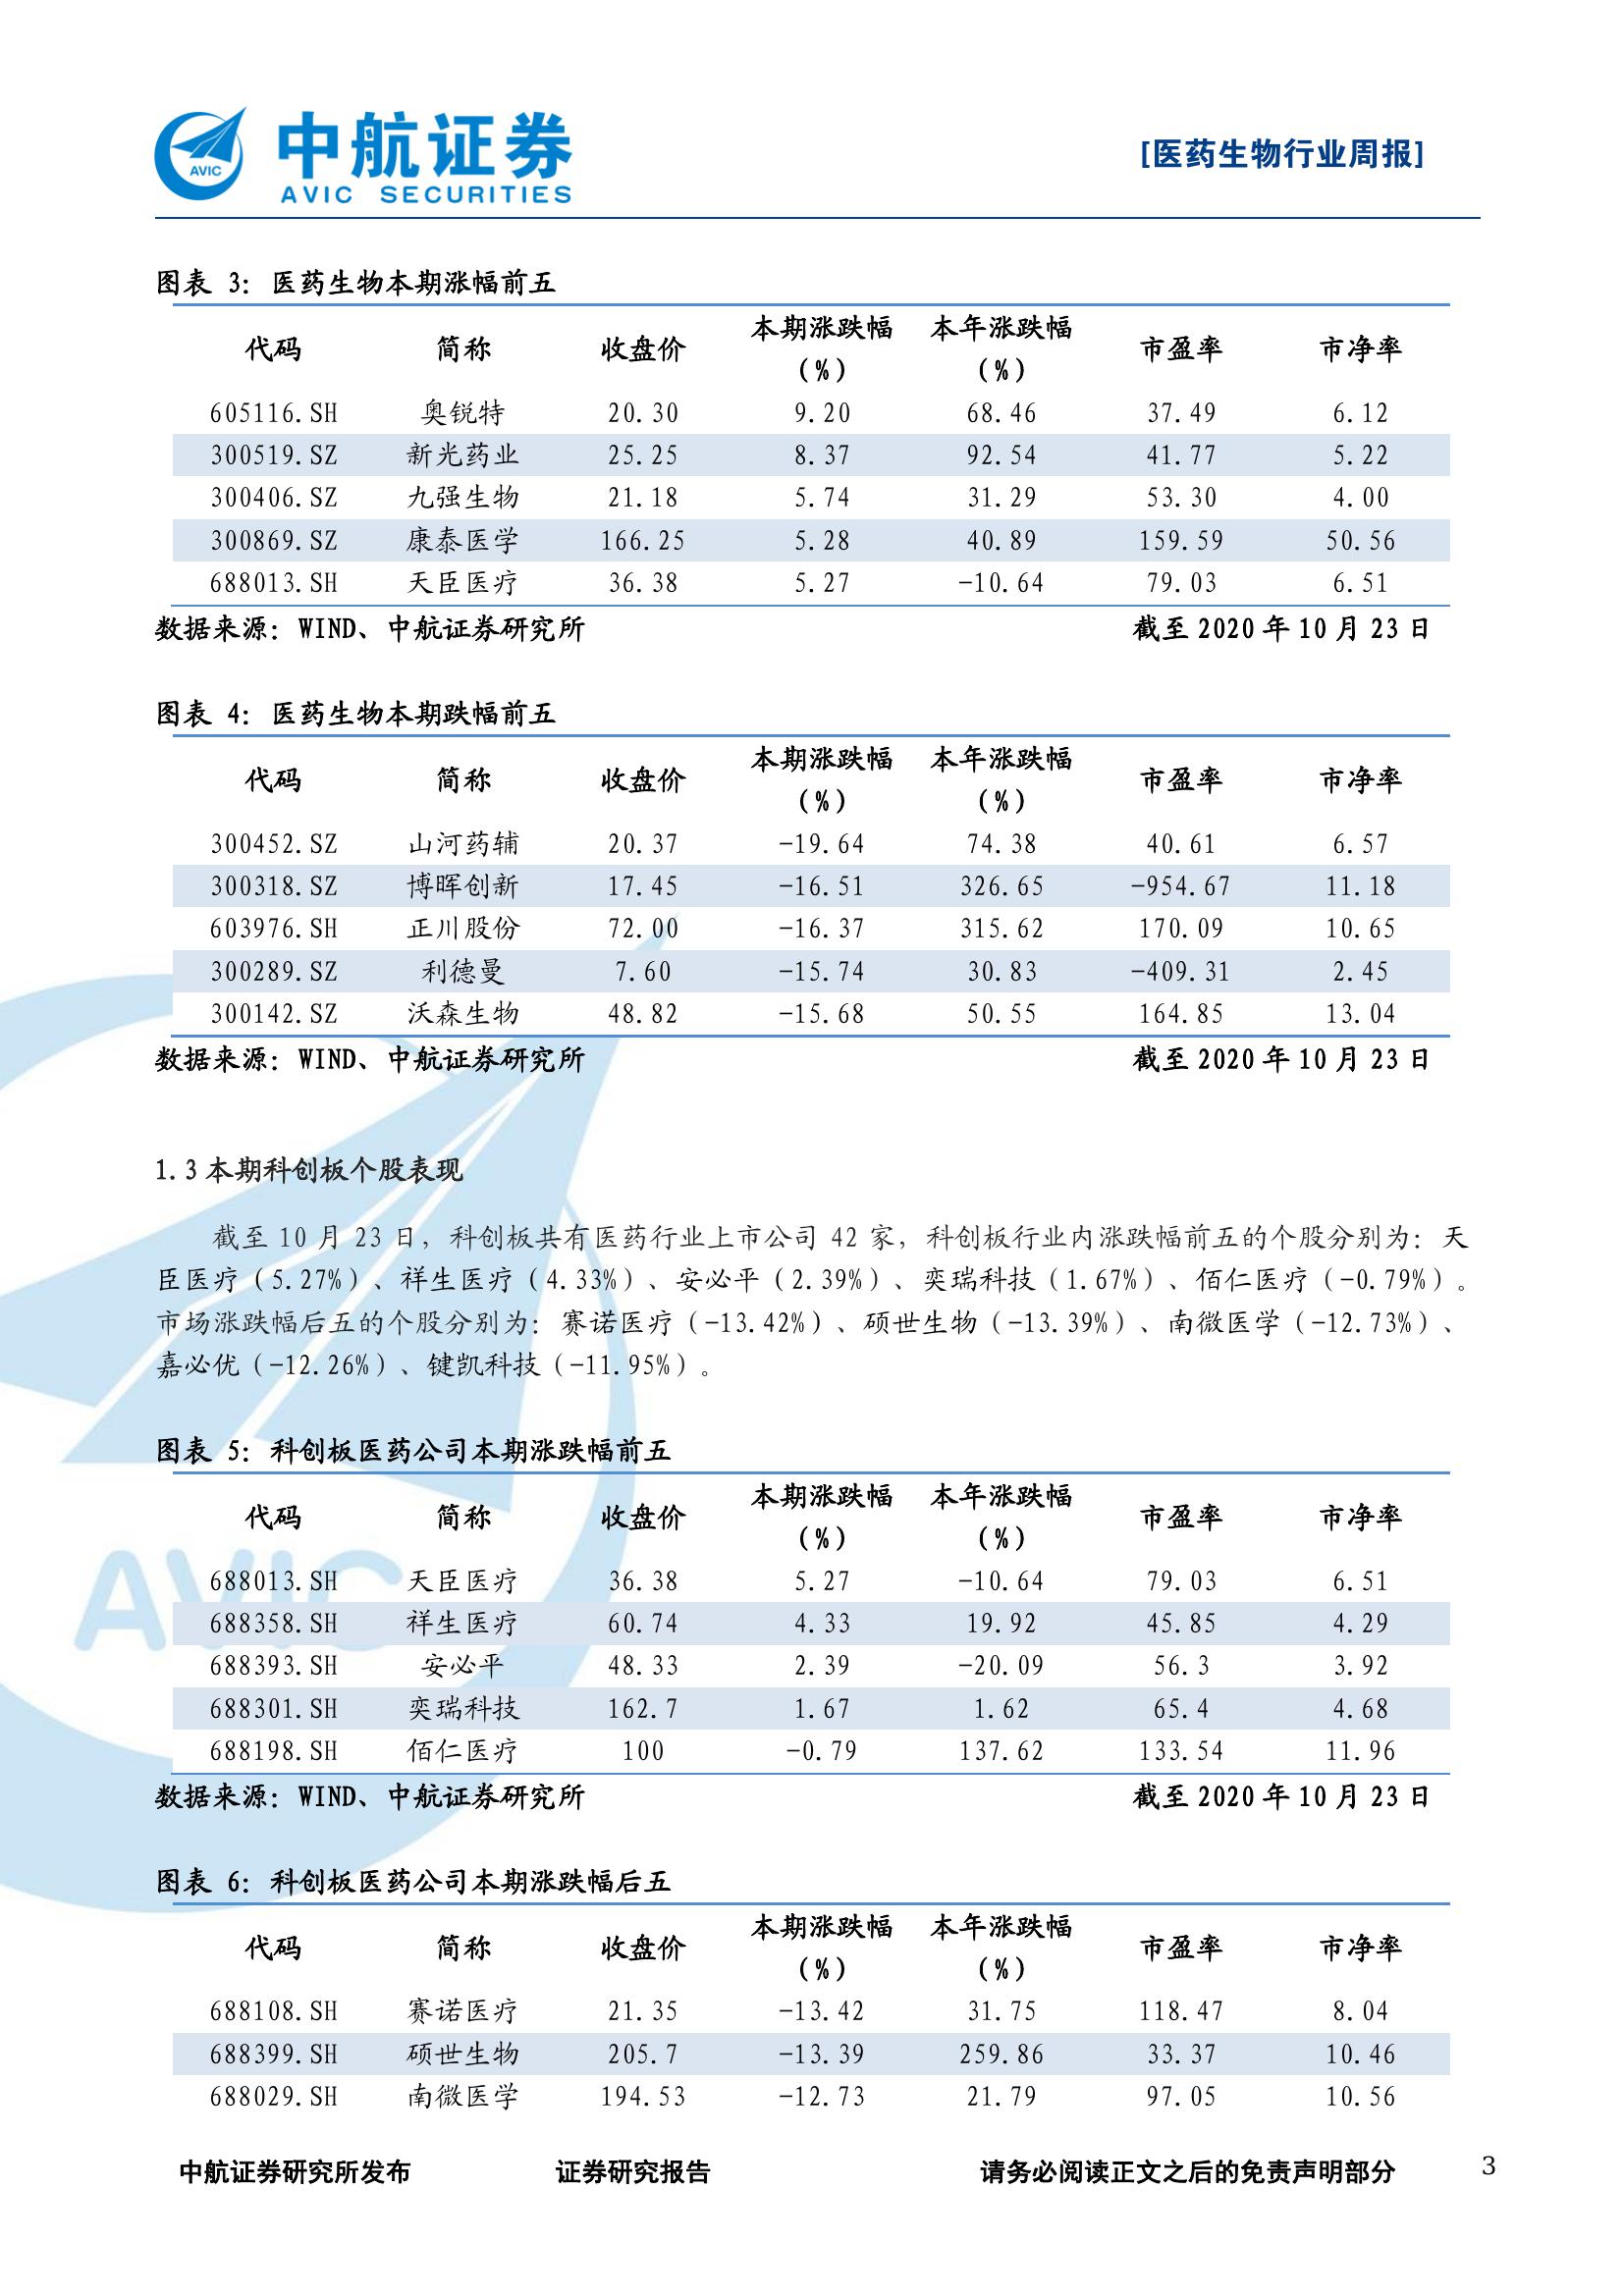 AVIC
中航证券
AVIC SECURITIES
[医药生物行业周报]
图表 3: 医药生物本期涨幅前五
代码 简称 收盘价 本期涨跌幅(%) 本年涨跌幅(%) 市盈率 市净率
605116.SH 奥锐特 20.30 9.20 68.46 37.49 6.12
300519.SZ 新光药业 25.25 8.37 92.54 41.77 5.22
300406.SZ 九强生物 21.18 5.74 31.29 53.30 4.00
300869.SZ 康泰医学 166.25 5.28 40.89 159.59 50.56
688013.SH 天臣医疗 36.38 5.27 -10.64 79.03 6.51
数据来源: WIND、中航证券研究所 截至 2020 年 10 月 23 日
图表 4: 医药生物本期跌幅前五
代码 简称 收盘价 本期涨跌幅(%) 本年涨跌幅(%) 市盈率 市净率
300452.SZ 山河药辅 20.37 -19.64 74.38 40.61 6.57
300318.SZ 博晖创新 17.45 -16.51 326.65 -954.67 11.18
603976.SH 正川股份 72.00 -16.37 315.62 170.09 10.65
300289.SZ 利德曼 7.60 -15.74 30.83 -409.31 2.45
300142.SZ 沃森生物 48.82 -15.68 50.55 164.85 13.04
数据来源: WIND、中航证券研究所 截至 2020 年 10 月 23 日
1.3 本期科创板个股表现
截至 10 月 23 日，科创板共有医药行业上市公司 42 家，科创板行业内涨跌幅前五的个股分别为：天
臣医疗（5.27%）、祥生医疗（4.33%）、安必平（2.39%）、奕瑞科技（1.67%）、佰仁医疗（-0.79%）。
市场涨跌幅后五的个股分别为：赛诺医疗（-13.42%）、硕世生物（-13.39%）、南微医学（-12.73%）、
嘉必优（-12.26%）、键凯科技（-11.95%）。
图表 5: 科创板医药公司本期涨跌幅前五
代码 简称 收盘价 本期涨跌幅(%) 本年涨跌幅(%) 市盈率 市净率
688013.SH 天臣医疗 36.38 5.27 -10.64 79.03 6.51
688358.SH 祥生医疗 60.74 4.33 19.92 45.85 4.29
688393.SH 安必平 48.33 2.39 -20.09 56.3 3.92
688301.SH 奕瑞科技 162.7 1.67 1.62 65.4 4.68
688198.SH 佰仁医疗 100 -0.79 137.62 133.54 11.96
数据来源: WIND、中航证券研究所 截至 2020 年 10 月 23 日
图表 6: 科创板医药公司本期涨跌幅后五
代码 简称 收盘价 本期涨跌幅(%) 本年涨跌幅(%) 市盈率 市净率
688108.SH 赛诺医疗 21.35 -13.42 31.75 118.47 8.04
688399.SH 硕世生物 205.7 -13.39 259.86 33.37 10.46
688029.SH 南微医学 194.53 -12.73 21.79 97.05 10.56
中航证券研究所发布 证券研究报告 请务必阅读正文之后的免责声明部分 3
AVIC